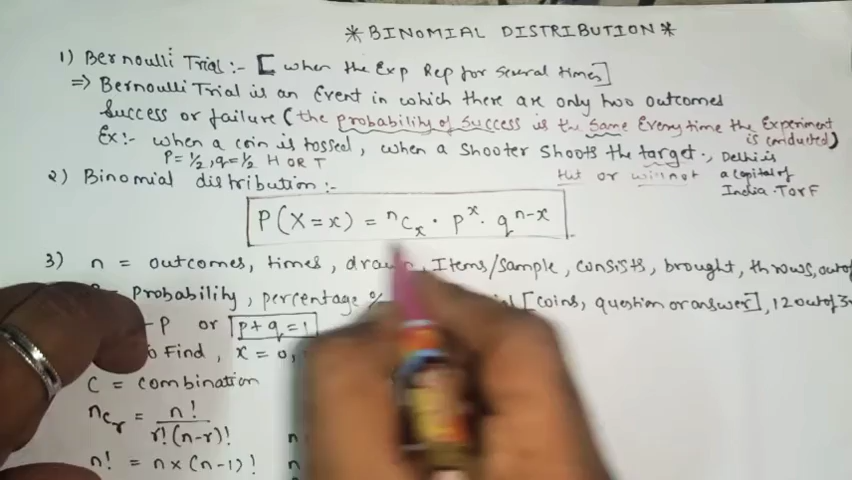 * BINOMIAL DISTRIBUTION *
1) Bernoulli Trial :- [ when the Exp Rep for several times ]
⇒ Bernoulli Trial is an Event in which there are only two outcomes
Success or failure ( the probability of success is the same Every time the Experiment is conducted )
Ex :- when a coin is tossed, when a shooter shoots the target., Delhi is
P = 1/2, q = 1/2 H OR T
Hit or will not
a capital of
India. T or F
2) Binomial distribution :-
P(X = x) = ⁿCₓ · pˣ · qⁿ⁻ˣ
3) n = outcomes, times, drawn, Items/sample, consists, brought, throws, out of
= Probability, percentage %
[coins, question or answer], 12 out of 3
- P or p + q = 1
To Find, x = 0,
C = combination
ⁿCᵣ = n! / r! (n-r)!
n! = n × (n-1)!